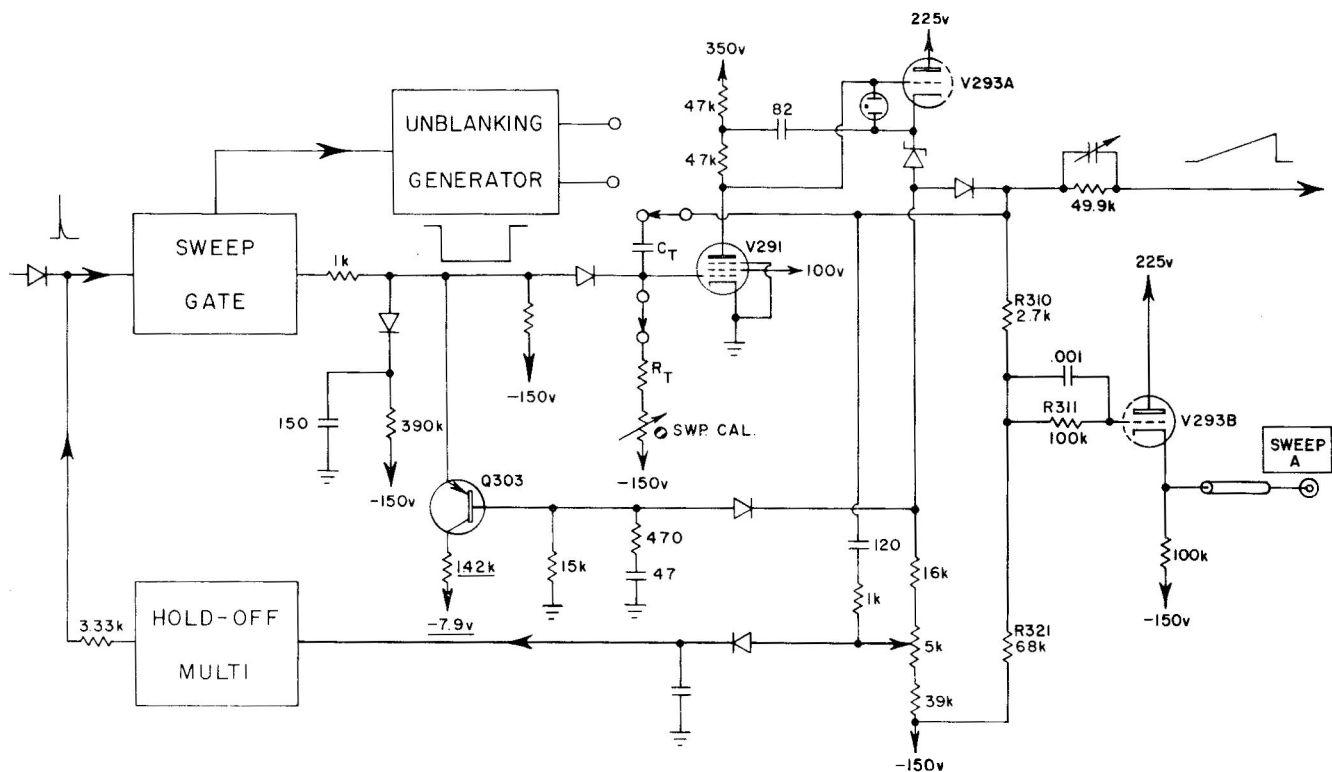 225v
350v
V293A
47k
82
UNBLANKING
GENERATOR
47k
49.9k
SWEEP
GATE
1k
C_T
V291
100v
225v
R310
2.7k
-150v
R_T
.001
150
390k
R311
100k
V293B
SWP. CAL.
SWEEP
A
-150v
Q303
-150v
470
120
15k
47
16k
100k
142k
1k
-7.9v
-150v
3.33k
HOLD-OFF
MULTI
5k
R321
68k
39k
-150v